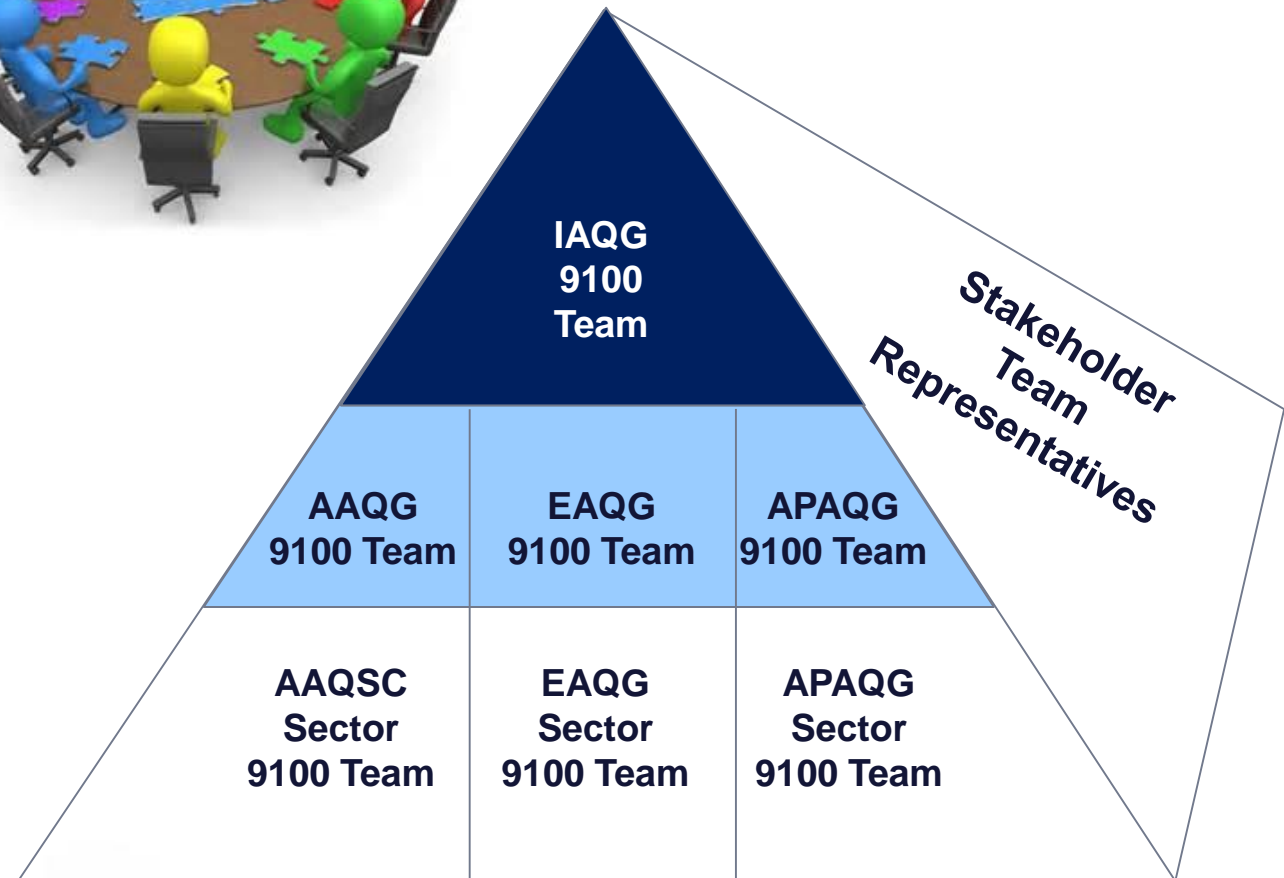 IAQG
9100
Team
Stakeholder
Team
Representatives
AAQG
9100 Team
EAQG
9100 Team
APAQG
9100 Team
AAQSC
Sector
9100 Team
EAQG
Sector
9100 Team
APAQG
Sector
9100 Team